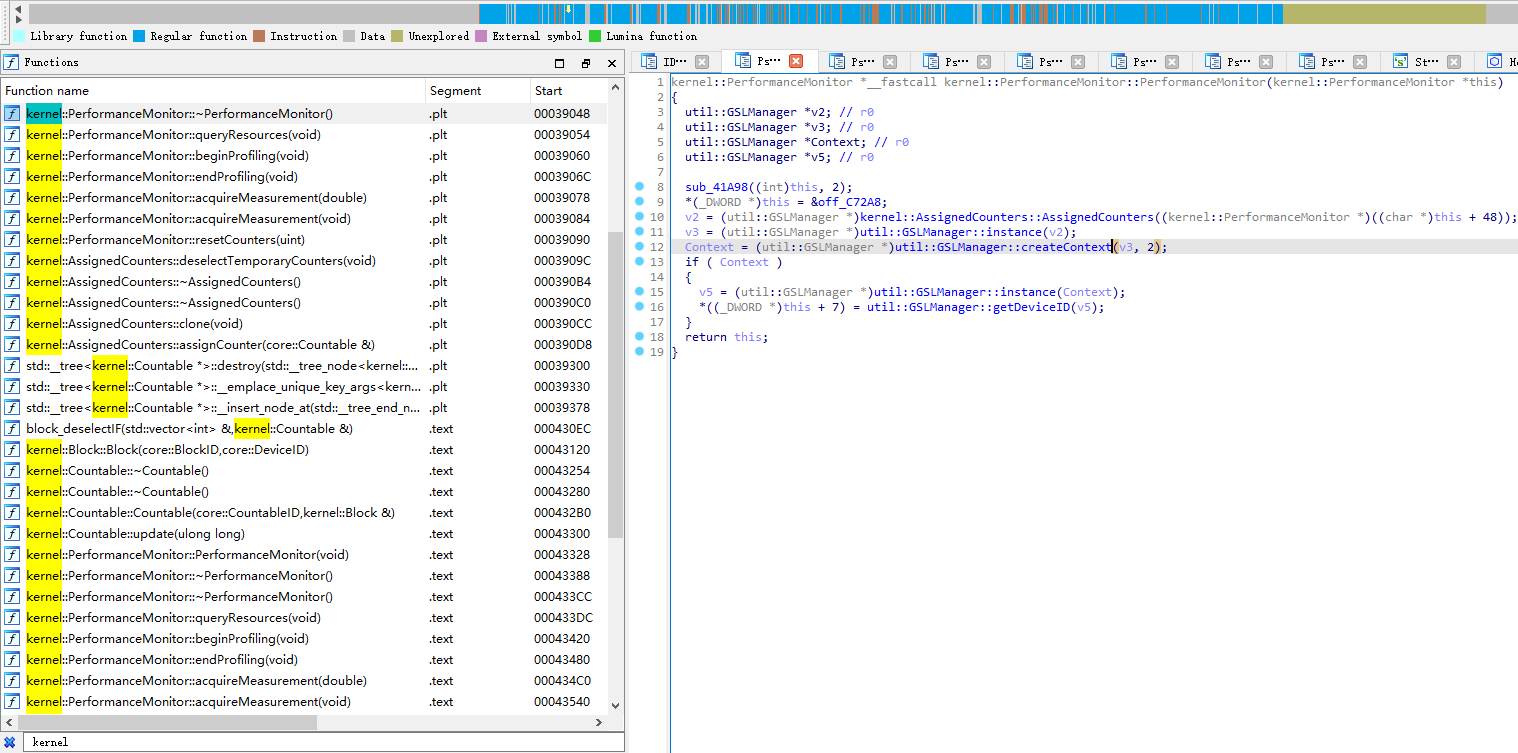 Library function Regular function Instruction Data Unexplored External symbol Lumina function
f Functions
Function name Segment Start
f kernel::PerformanceMonitor::~PerformanceMonitor() .plt 00039048
f kernel::PerformanceMonitor::queryResources(void) .plt 00039054
f kernel::PerformanceMonitor::beginProfiling(void) .plt 00039060
f kernel::PerformanceMonitor::endProfiling(void) .plt 0003906C
f kernel::PerformanceMonitor::acquireMeasurement(double) .plt 00039078
f kernel::PerformanceMonitor::acquireMeasurement(void) .plt 00039084
f kernel::PerformanceMonitor::resetCounters(uint) .plt 00039090
f kernel::AssignedCounters::deselectTemporaryCounters(void) .plt 0003909C
f kernel::AssignedCounters::~AssignedCounters() .plt 000390B4
f kernel::AssignedCounters::~AssignedCounters() .plt 000390C0
f kernel::AssignedCounters::clone(void) .plt 000390CC
f kernel::AssignedCounters::assignCounter(core::Countable &) .plt 000390D8
f std::__tree<kernel::Countable *>::destroy(std::__tree_node<kernel::... .plt 00039300
f std::__tree<kernel::Countable *>::__emplace_unique_key_args<kern... .plt 00039330
f std::__tree<kernel::Countable *>::__insert_node_at(std::__tree_end_n... .plt 00039378
f block_deselectIF(std::vector<int> &,kernel::Countable &) .text 000430EC
f kernel::Block::Block(core::BlockID,core::DeviceID) .text 00043120
f kernel::Countable::~Countable() .text 00043254
f kernel::Countable::~Countable() .text 00043280
f kernel::Countable::Countable(core::CountableID,kernel::Block &) .text 000432B0
f kernel::Countable::update(ulong long) .text 00043300
f kernel::PerformanceMonitor::PerformanceMonitor(void) .text 00043328
f kernel::PerformanceMonitor::~PerformanceMonitor() .text 00043388
f kernel::PerformanceMonitor::~PerformanceMonitor() .text 000433CC
f kernel::PerformanceMonitor::queryResources(void) .text 000433DC
f kernel::PerformanceMonitor::beginProfiling(void) .text 00043420
f kernel::PerformanceMonitor::endProfiling(void) .text 00043480
f kernel::PerformanceMonitor::acquireMeasurement(double) .text 000434C0
f kernel::PerformanceMonitor::acquireMeasurement(void) .text 00043540
kernel
ID··· Ps··· Ps··· Ps··· Ps··· Ps··· Ps··· Ps··· St···
1 kernel::PerformanceMonitor *__fastcall kernel::PerformanceMonitor::PerformanceMonitor(kernel::PerformanceMonitor *this)
2 {
3 util::GSLManager *v2; // r0
4 util::GSLManager *v3; // r0
5 util::GSLManager *Context; // r0
6 util::GSLManager *v5; // r0
7
8 sub_41A98((int)this, 2);
9 *(_DWORD *)this = &off_C72A8;
10 v2 = (util::GSLManager *)kernel::AssignedCounters::AssignedCounters((kernel::PerformanceMonitor *)((char *)this + 48));
11 v3 = (util::GSLManager *)util::GSLManager::instance(v2);
12 Context = (util::GSLManager *)util::GSLManager::createContext(v3, 2);
13 if ( Context )
14 {
15 v5 = (util::GSLManager *)util::GSLManager::instance(Context);
16 *((_DWORD *)this + 7) = util::GSLManager::getDeviceID(v5);
17 }
18 return this;
19 }